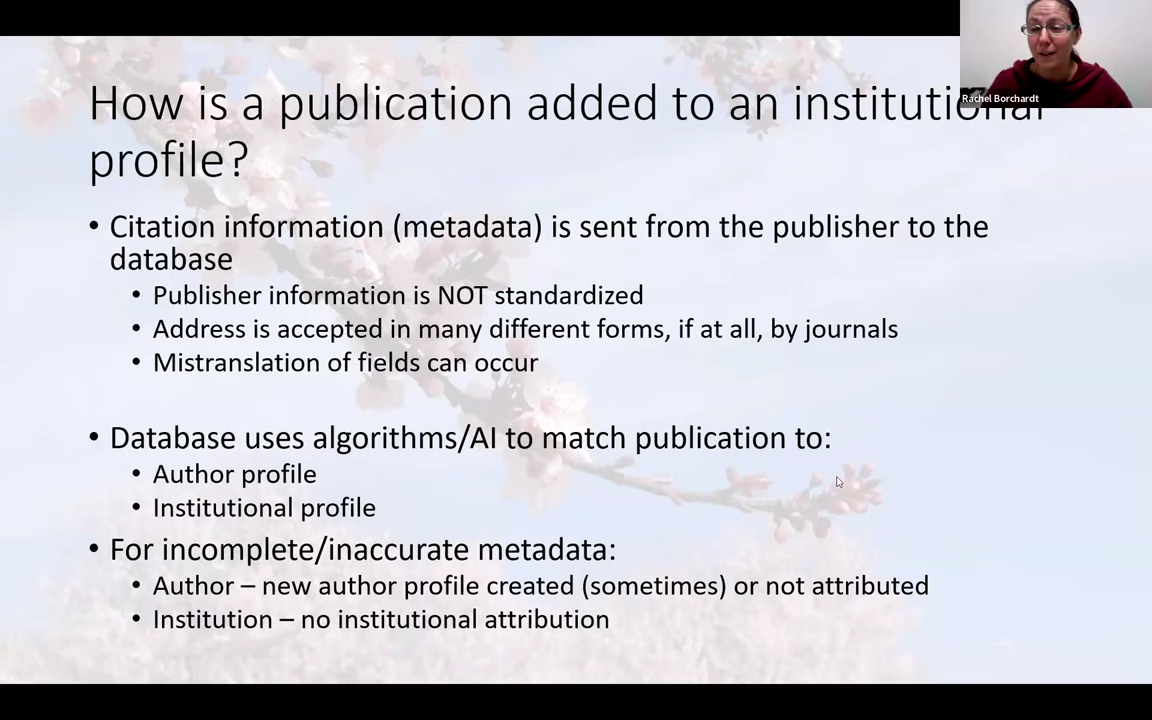 How is a publication added to an institutional
profile?
Rachel Borchardt
• Citation information (metadata) is sent from the publisher to the
database
• Publisher information is NOT standardized
• Address is accepted in many different forms, if at all, by journals
• Mistranslation of fields can occur
• Database uses algorithms/AI to match publication to:
• Author profile
• Institutional profile
• For incomplete/inaccurate metadata:
• Author – new author profile created (sometimes) or not attributed
• Institution – no institutional attribution